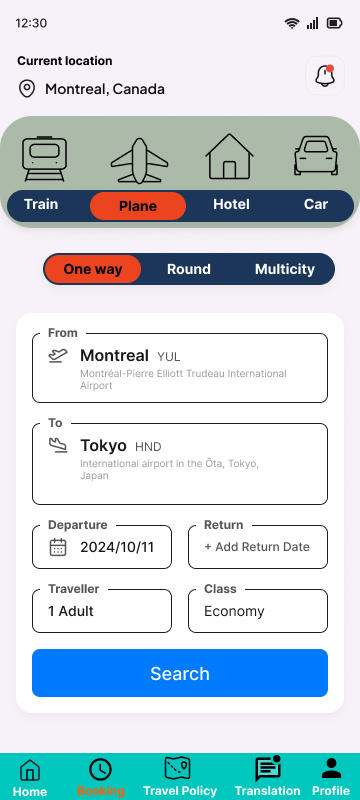 12:30
Current location
Montreal, Canada
Train Plane Hotel Car
One way Round Multicity
From
Montreal YUL
Montréal-Pierre Elliott Trudeau International
Airport
To
Tokyo HND
International airport in the Ōta, Tokyo,
Japan
Departure Return
2024/10/11 + Add Return Date
Traveller Class
1 Adult Economy
Search
Home Booking Travel Policy Translation Profile